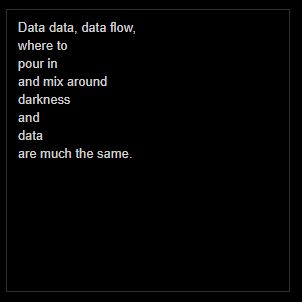 Data data, data flow,
where to
pour in
and mix around
darkness
and
data
are much the same.